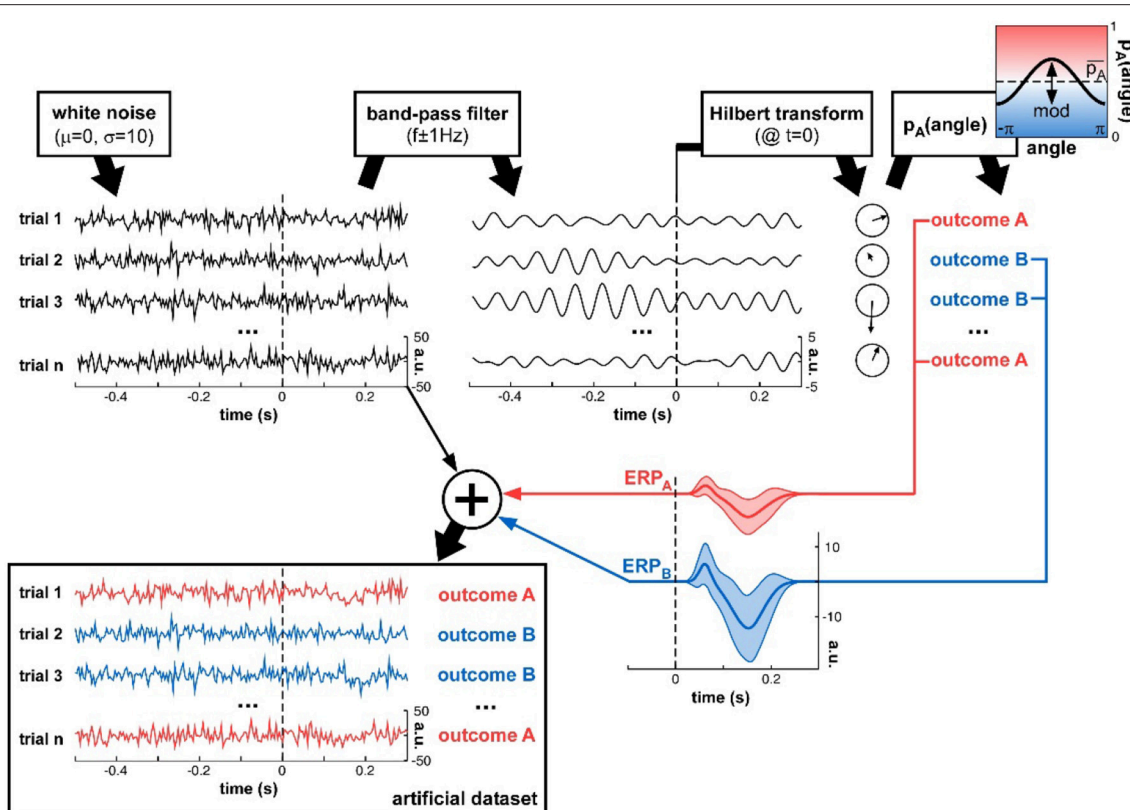 white noise
(μ=0, σ=10)
band-pass filter
(f±1Hz)
Hilbert transform
(@ t=0)
p_A(angle)
1
p_A
mod
-π
π
0
angle
p_A(angle)
trial 1
trial 2
trial 3
...
trial n
50
a.u.
-50
-0.4
-0.2
0
0.2
time (s)
...
5
a.u.
-5
-0.4
-0.2
0
0.2
time (s)
outcome A
outcome B
outcome B
...
outcome A
ERP_A
ERP_B
10
-10
a.u.
0
0.2
time (s)
+
trial 1
outcome A
trial 2
outcome B
trial 3
outcome B
...
...
trial n
outcome A
50
a.u.
-50
-0.4
-0.2
0
0.2
time (s)
artificial dataset